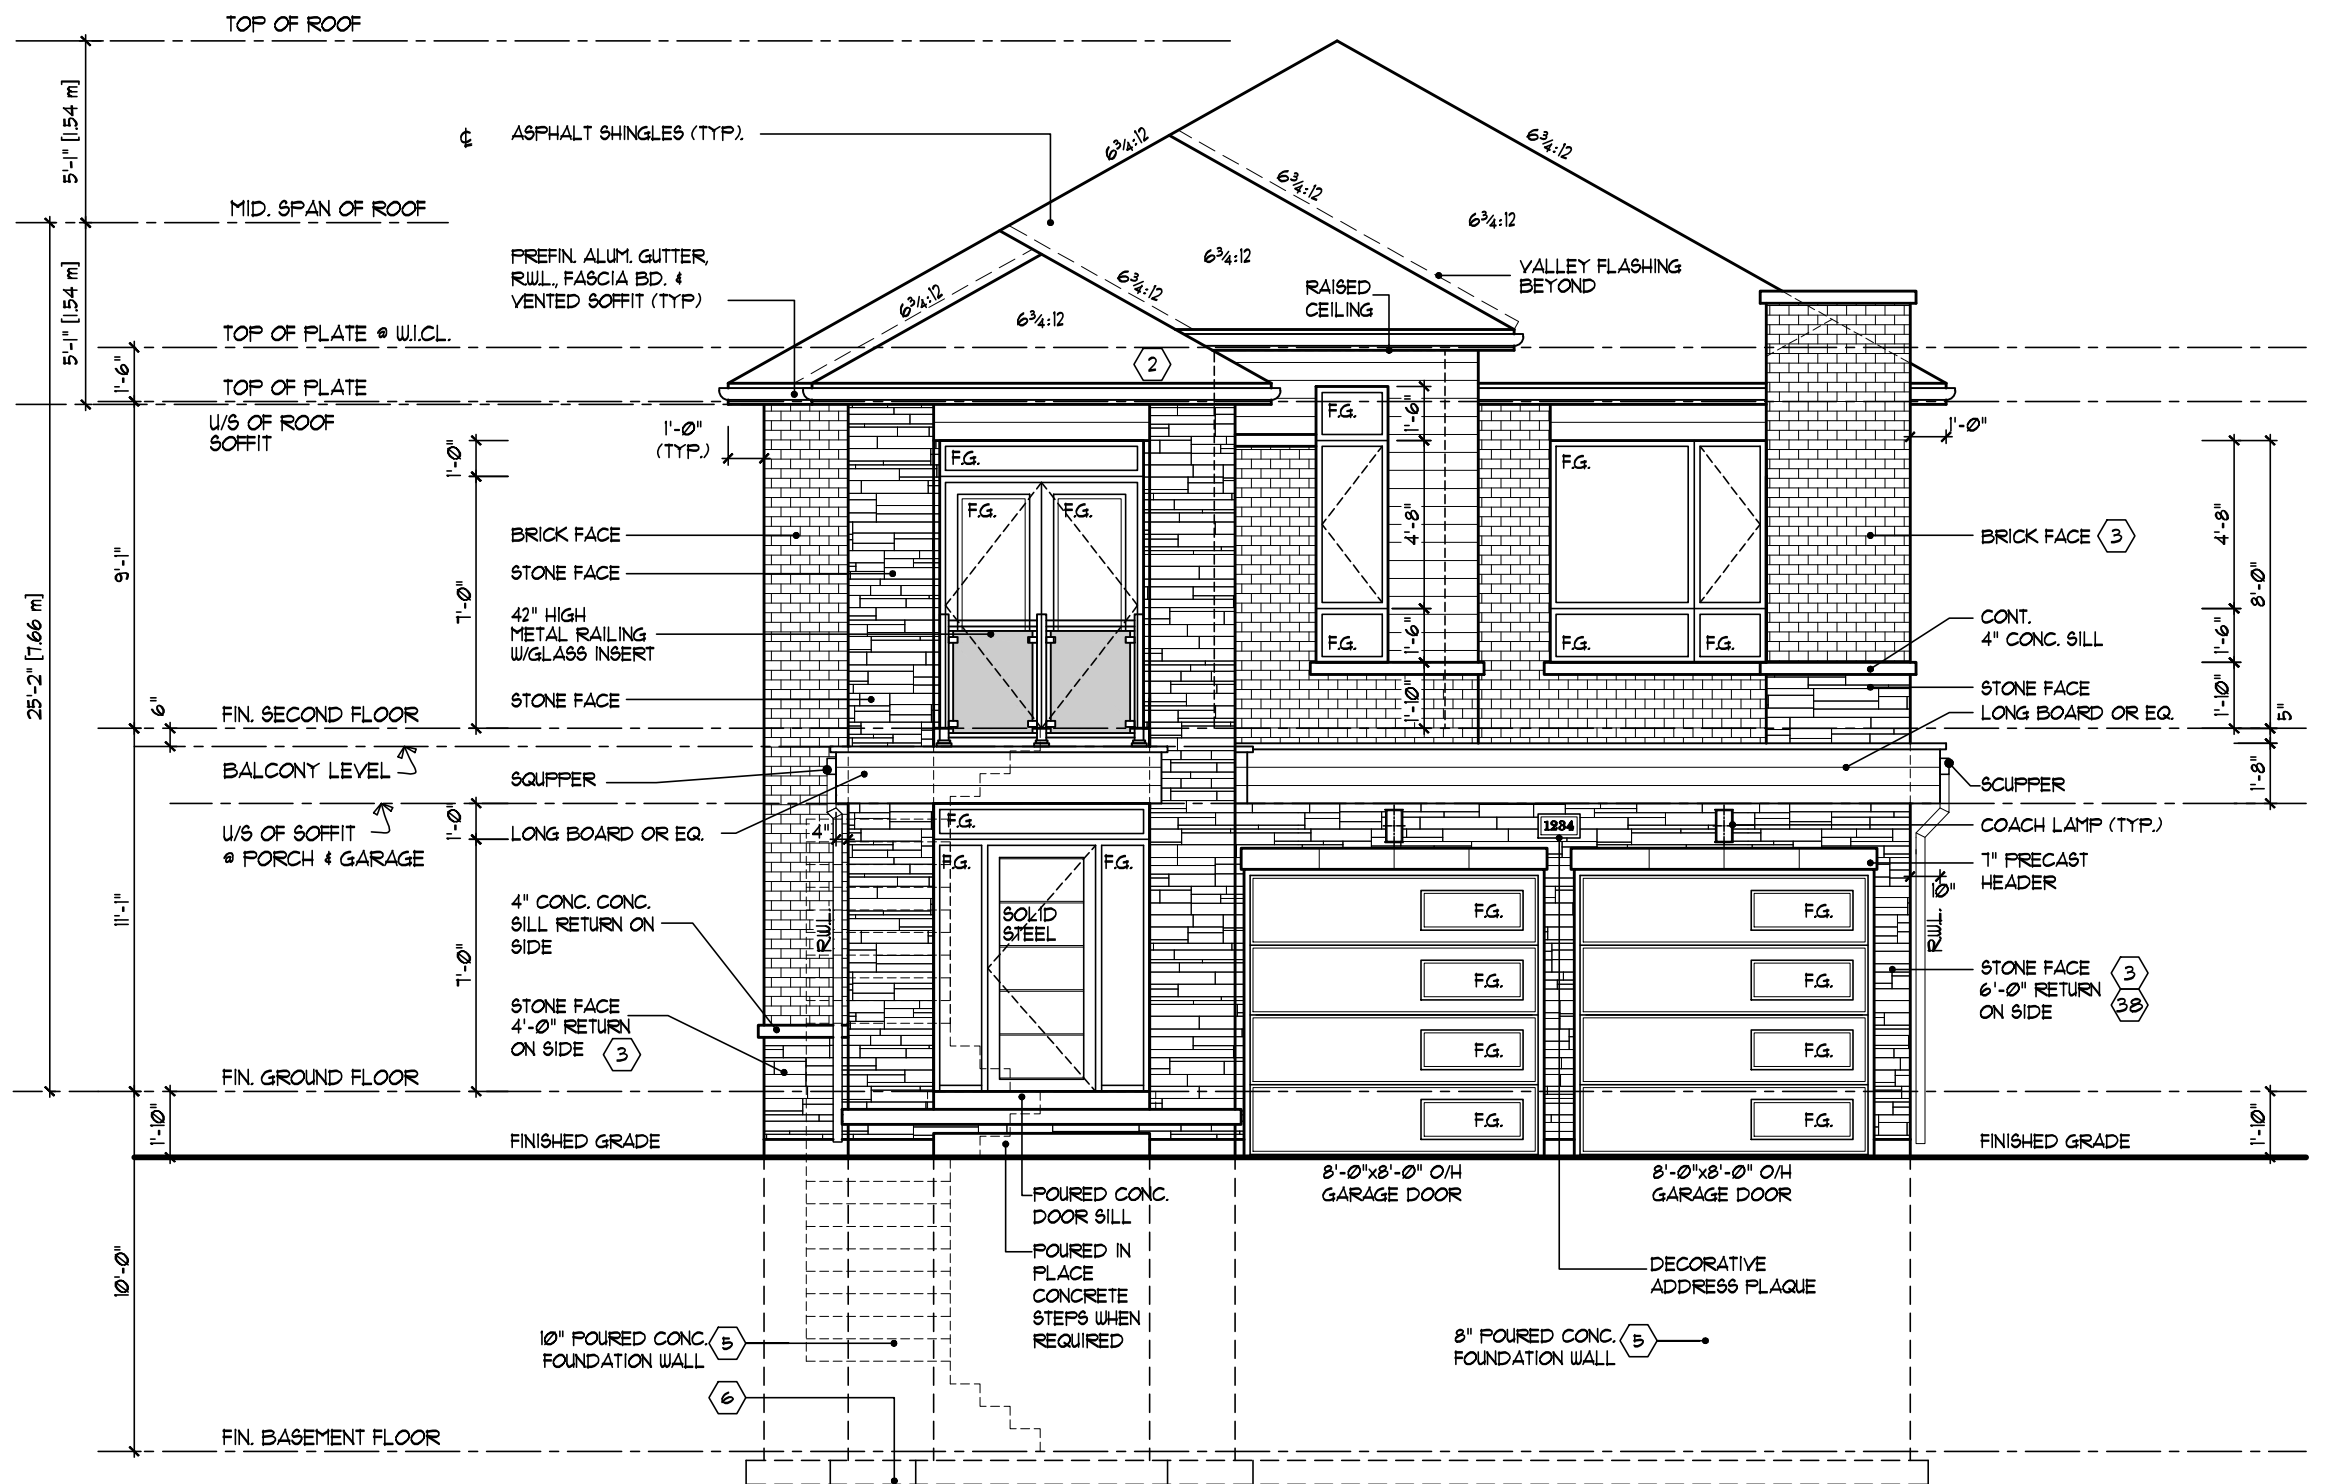 TOP OF ROOF
5'-1" [1.54 m]
℄ ASPHALT SHINGLES (TYP).
6¾:12
6¾:12
6¾:12
6¾:12
MID. SPAN OF ROOF
5'-1" [1.54 m]
PREFIN. ALUM. GUTTER,
R.W.L., FASCIA BD. &
VENTED SOFFIT (TYP)
6¾:12
6¾:12
6¾:12
6¾:12
RAISED
CEILING
VALLEY FLASHING
BEYOND
TOP OF PLATE @ W.I.CL.
1'-6"
2
TOP OF PLATE
U/S OF ROOF
SOFFIT
1'-0"
(TYP.)
1'-0"
F.G.
F.G.
1'-6"
1'-0"
F.G.
F.G.
F.G.
9'-1"
7'-0"
BRICK FACE
STONE FACE
42" HIGH
METAL RAILING
W/GLASS INSERT
STONE FACE
4'-8"
1'-6"
1'-10"
F.G.
F.G.
F.G.
BRICK FACE 3
CONT.
4" CONC. SILL
STONE FACE
LONG BOARD OR EQ.
4'-8"
8'-0"
1'-6"
1'-10"
5"
25'-2" [7.66 m]
6"
FIN. SECOND FLOOR
BALCONY LEVEL
SQUPPER
SCUPPER
1'-8"
U/S OF SOFFIT
@ PORCH & GARAGE
1'-0"
LONG BOARD OR EQ.
4"
F.G.
1234
COACH LAMP (TYP.)
F.G.
F.G.
7" PRECAST
HEADER
10"
11'-1"
7'-0"
4" CONC. CONC.
SILL RETURN ON
SIDE
R.W.L.
SOLID
STEEL
F.G.
F.G.
R.W.L.
F.G.
F.G.
STONE FACE 3
6'-0" RETURN
ON SIDE 38
STONE FACE
4'-0" RETURN
ON SIDE 3
F.G.
F.G.
FIN. GROUND FLOOR
F.G.
F.G.
1'-10"
FINISHED GRADE
FINISHED GRADE
1'-10"
8'-0"x8'-0" O/H
GARAGE DOOR
8'-0"x8'-0" O/H
GARAGE DOOR
POURED CONC.
DOOR SILL
POURED IN
PLACE
CONCRETE
STEPS WHEN
REQUIRED
10'-0"
DECORATIVE
ADDRESS PLAQUE
10" POURED CONC. 5
FOUNDATION WALL
8" POURED CONC. 5
FOUNDATION WALL
6
FIN. BASEMENT FLOOR